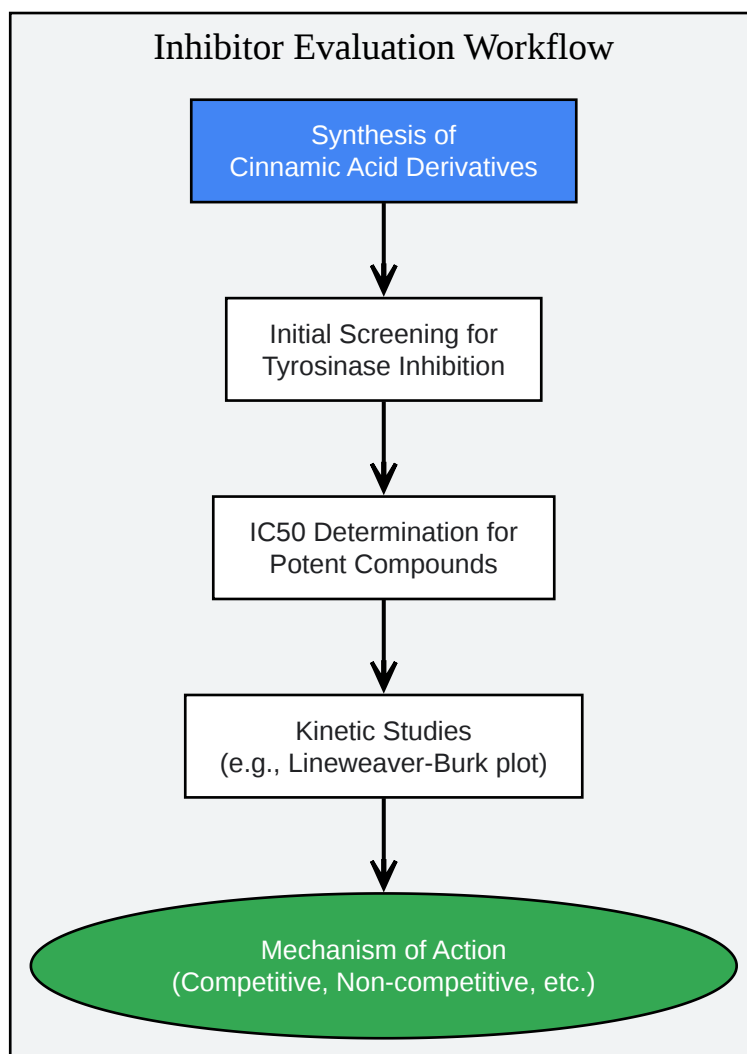 Inhibitor Evaluation Workflow
Synthesis of
Cinnamic Acid Derivatives
Initial Screening for
Tyrosinase Inhibition
IC50 Determination for
Potent Compounds
Kinetic Studies
(e.g., Lineweaver-Burk plot)
Mechanism of Action
(Competitive, Non-competitive, etc.)